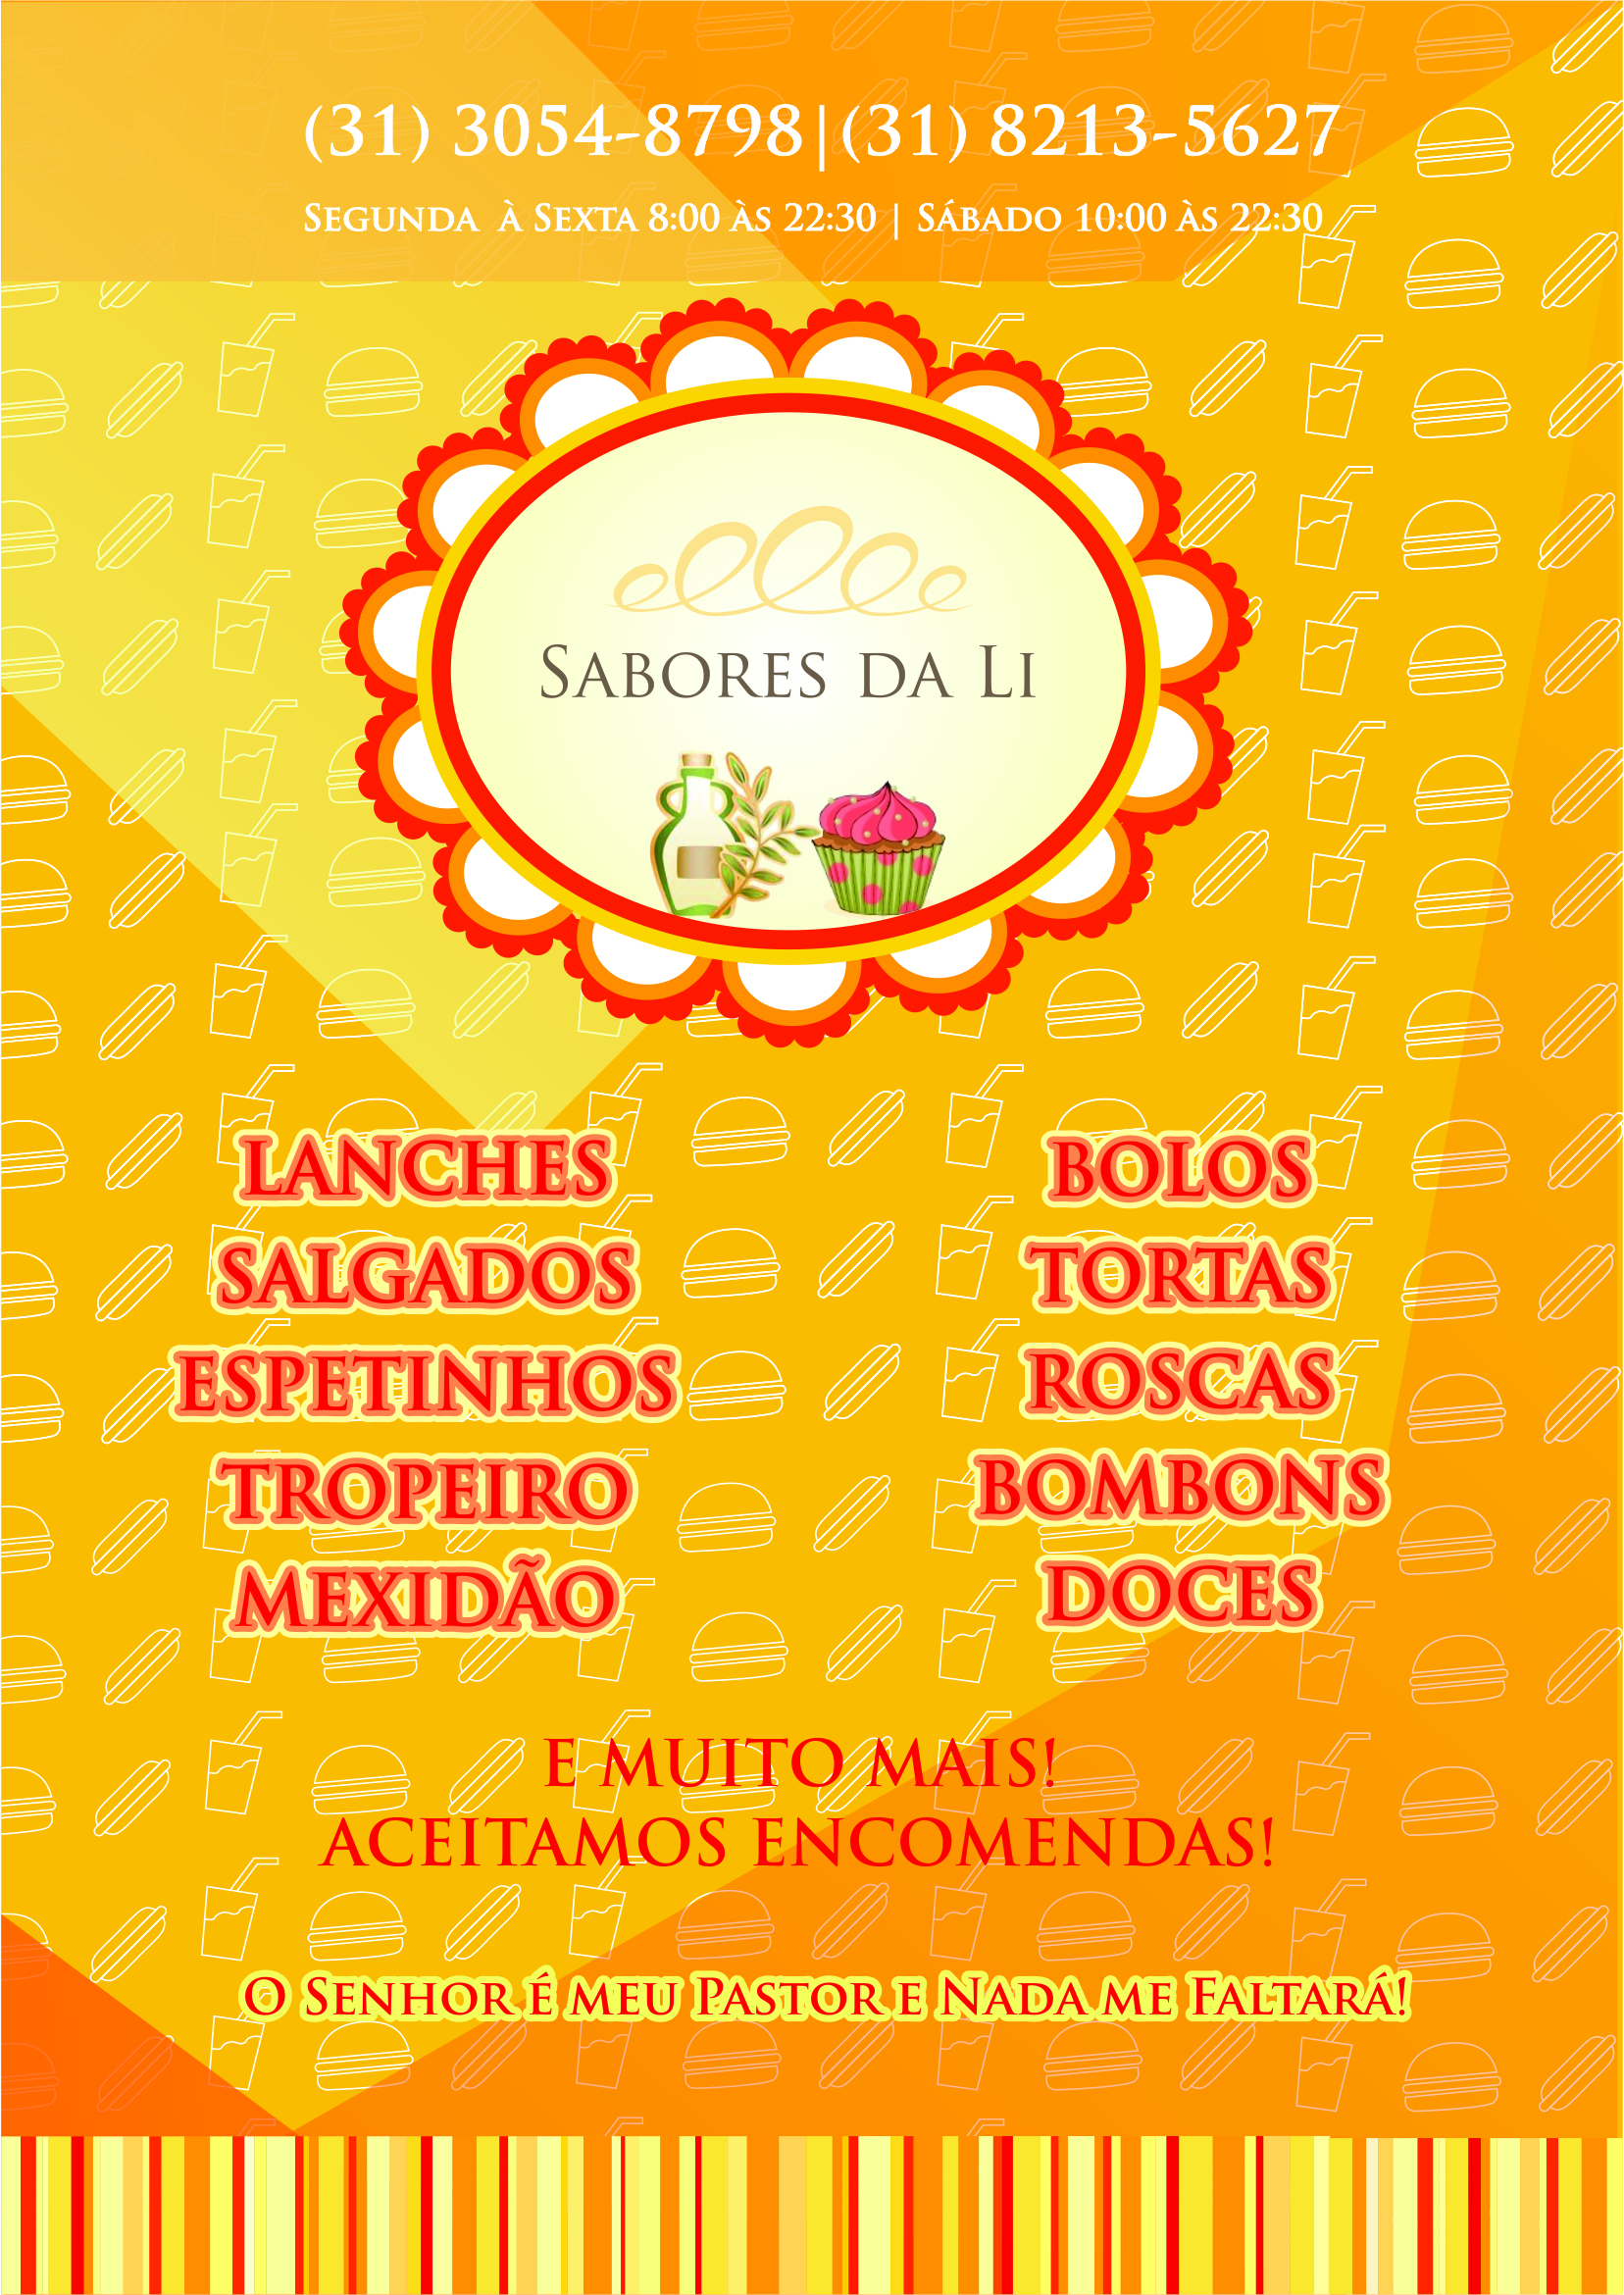 (31) 3054-8798|(31) 8213-5627
Segunda à Sexta 8:00 às 22:30 | Sábado 10:00 às 22:30
Sabores da Li
LANCHES
SALGADOS
ESPETINHOS
TROPEIRO
MEXIDÃO
BOLOS
TORTAS
ROSCAS
BOMBONS
DOCES
E MUITO MAIS!
ACEITAMOS ENCOMENDAS!
O Senhor é meu Pastor e Nada me Faltará!